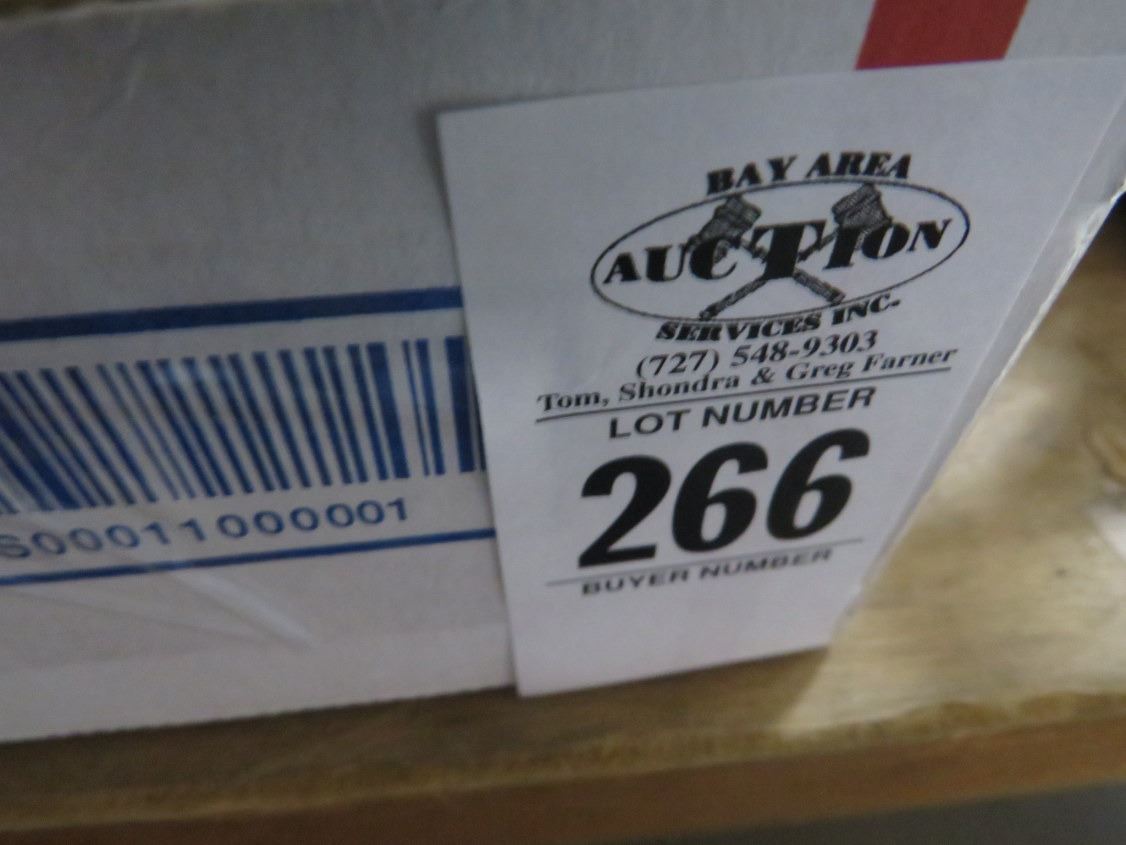 BAY AREA
AUCTION
SERVICES INC.
(727) 548-9303
Tom, Shondra & Greg Farner
LOT NUMBER
266
BUYER NUMBER
S00011000001